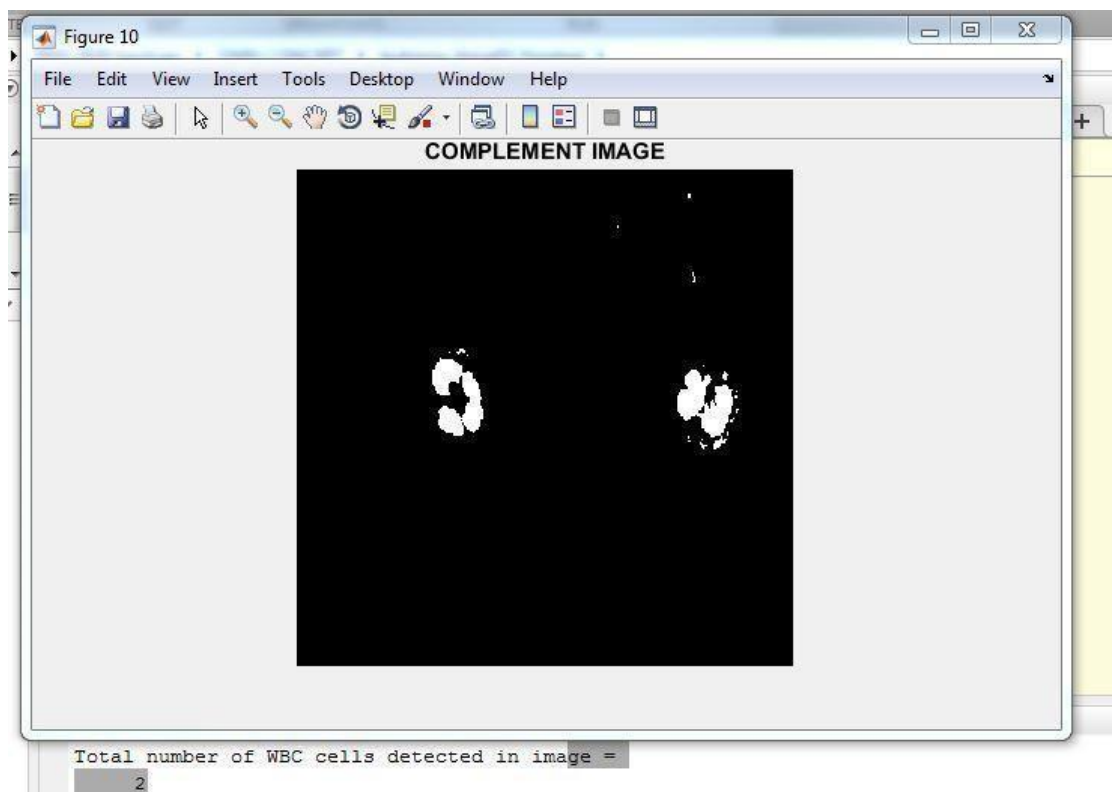 Figure 10
File Edit View Insert Tools Desktop Window Help
+
COMPLEMENT IMAGE
Total number of WBC cells detected in image =
2